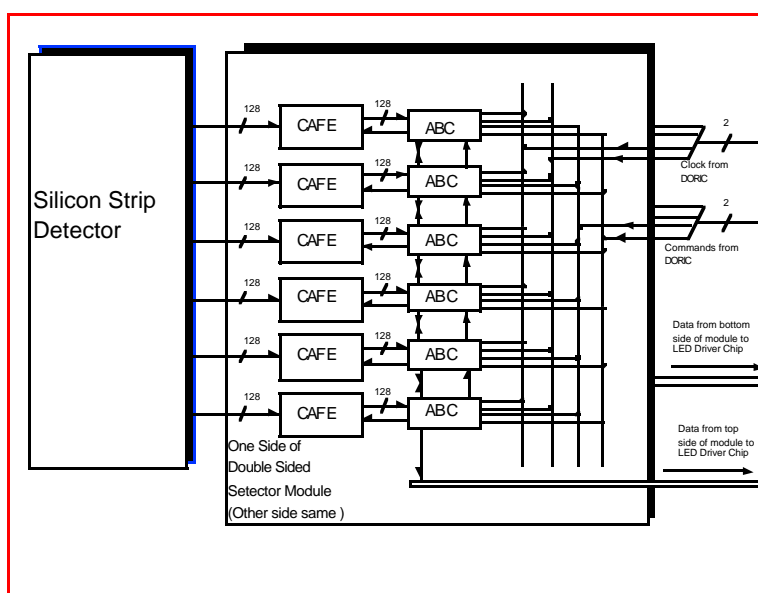 Silicon Strip
Detector
128
CAFE
128
ABC
128
CAFE
128
ABC
128
CAFE
128
ABC
128
CAFE
128
ABC
128
CAFE
128
ABC
128
CAFE
128
ABC
One Side of
Double Sided
Setector Module
(Other side same )
2
Clock from
DORIC
2
Commands from
DORIC
Data from bottom
side of module to
LED Driver Chip
Data from top
side of module to
LED Driver Chip